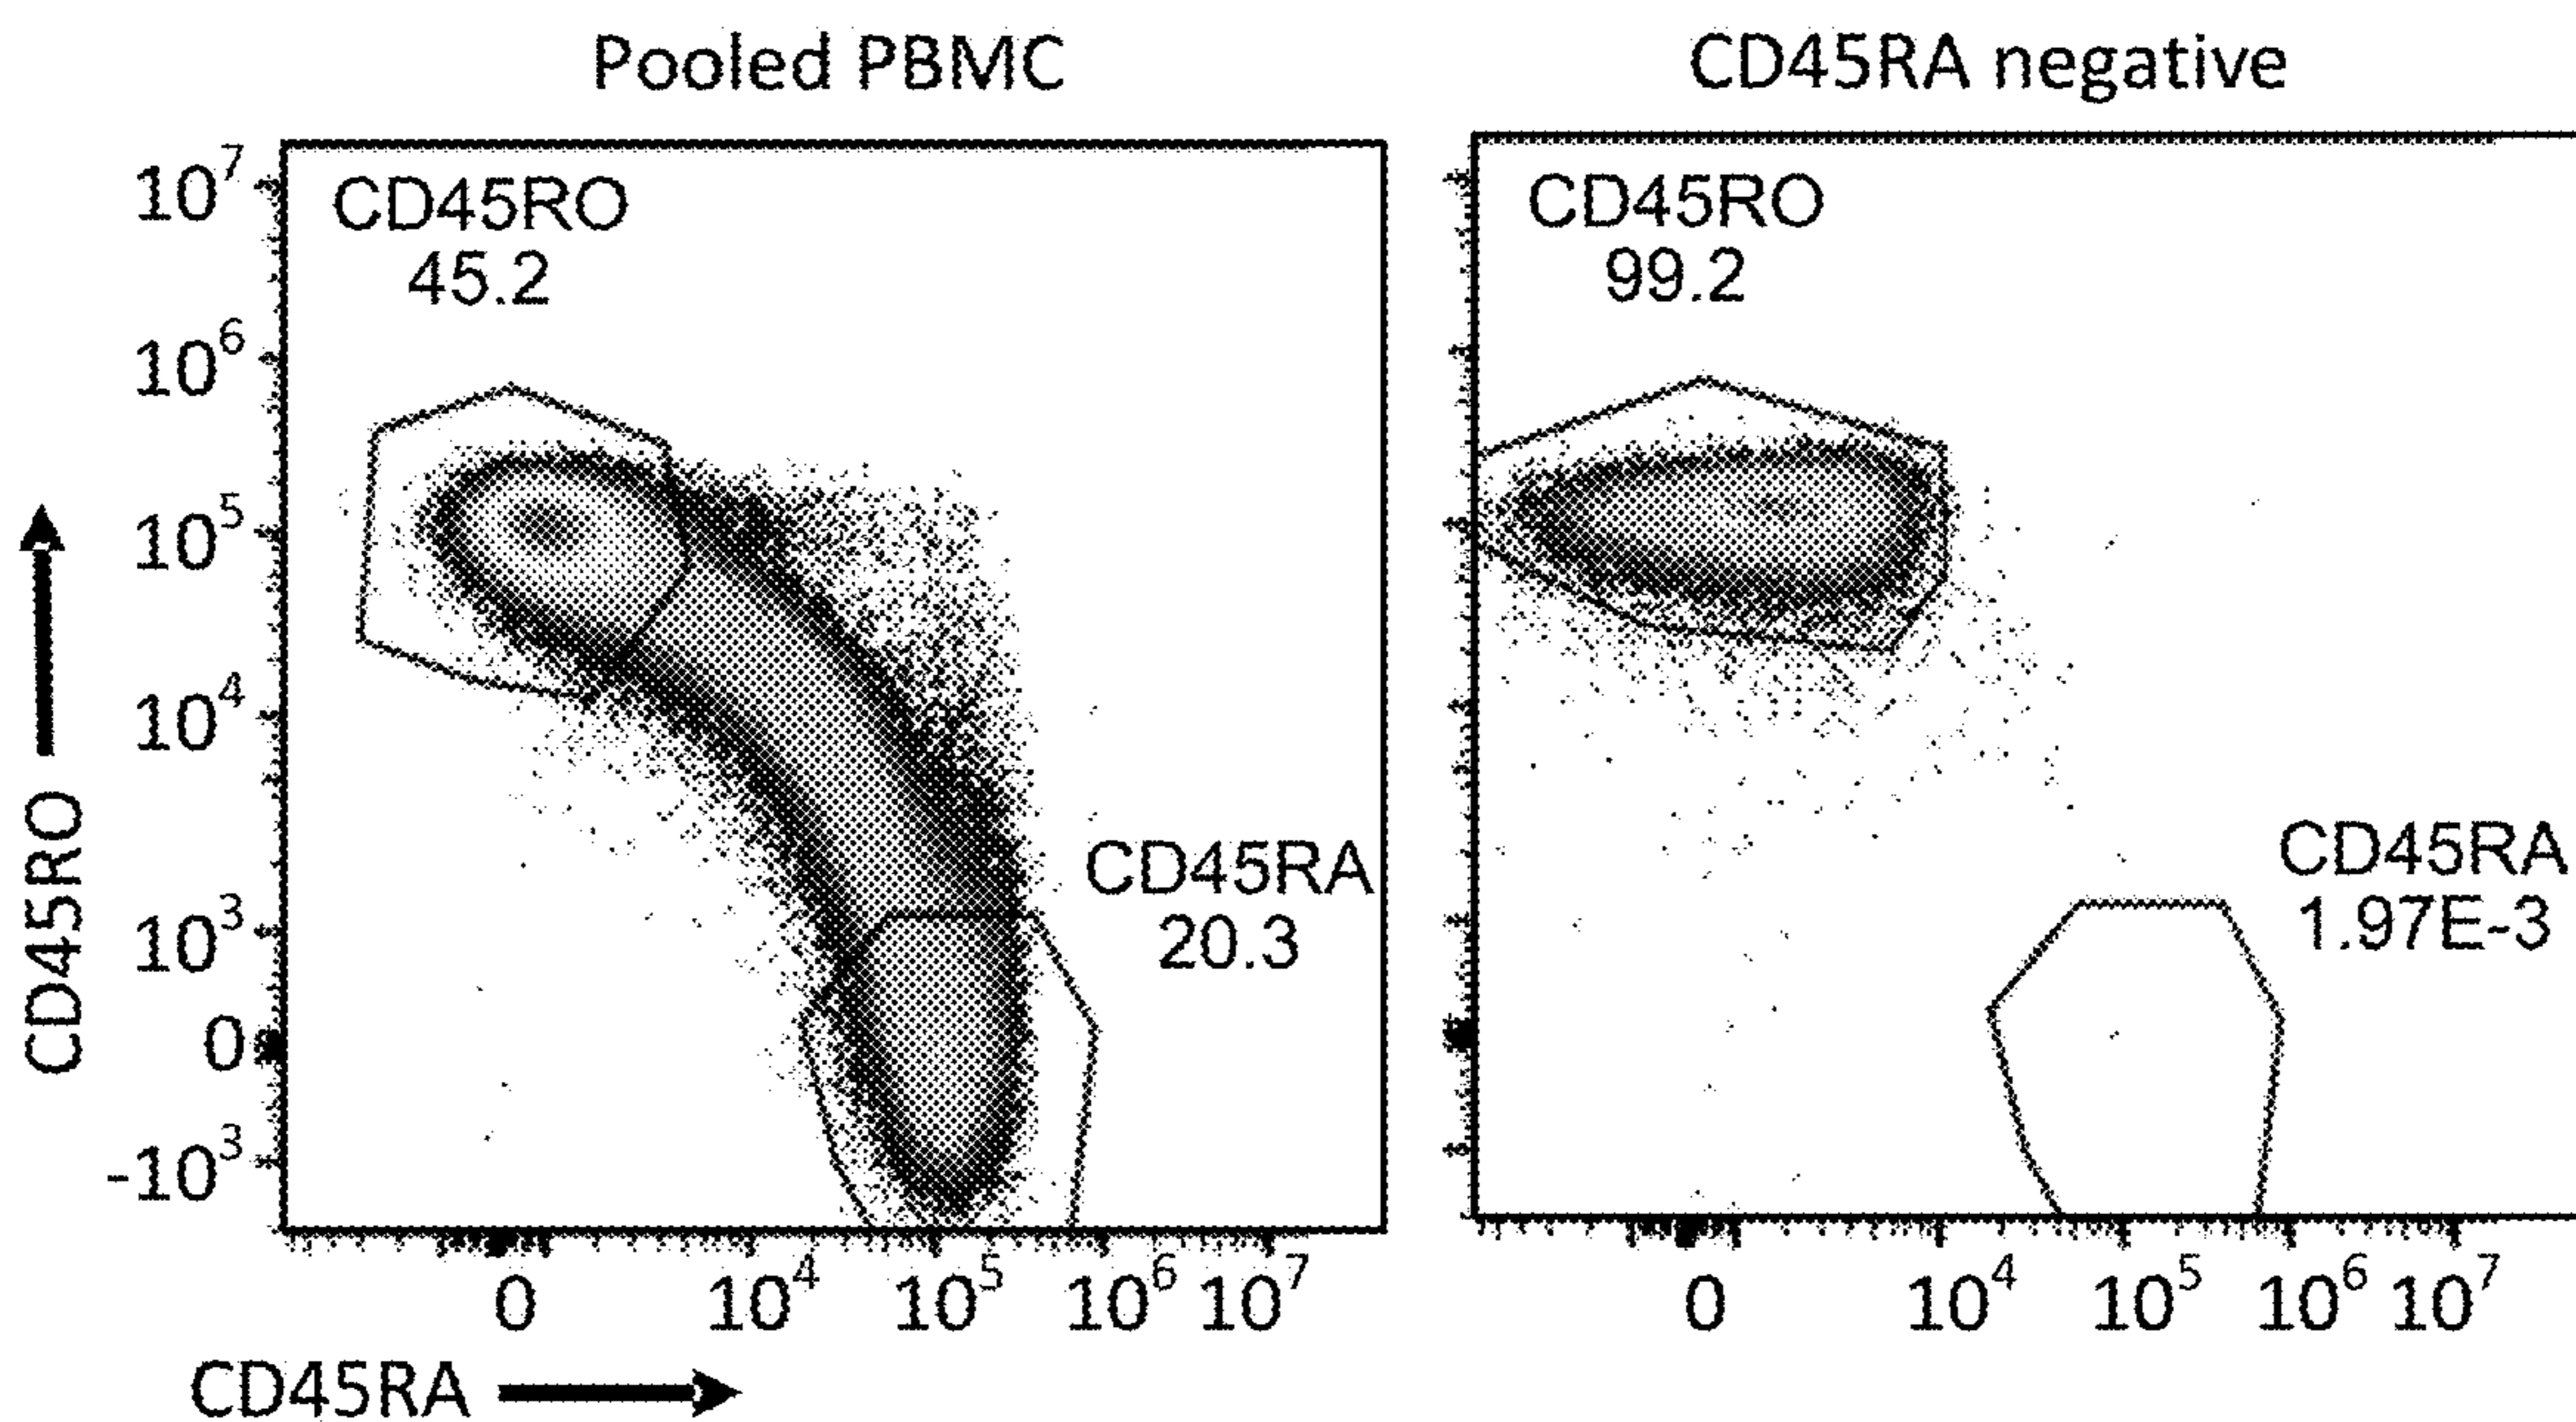 Pooled PBMC
CD45RA negative
10^7
10^6
10^5
10^4
10^3
0
-10^3
CD45RO
CD45RO
45.2
CD45RA
20.3
0 10^4 10^5 10^6 10^7
CD45RA
CD45RO
99.2
CD45RA
1.97E-3
0 10^4 10^5 10^6 10^7